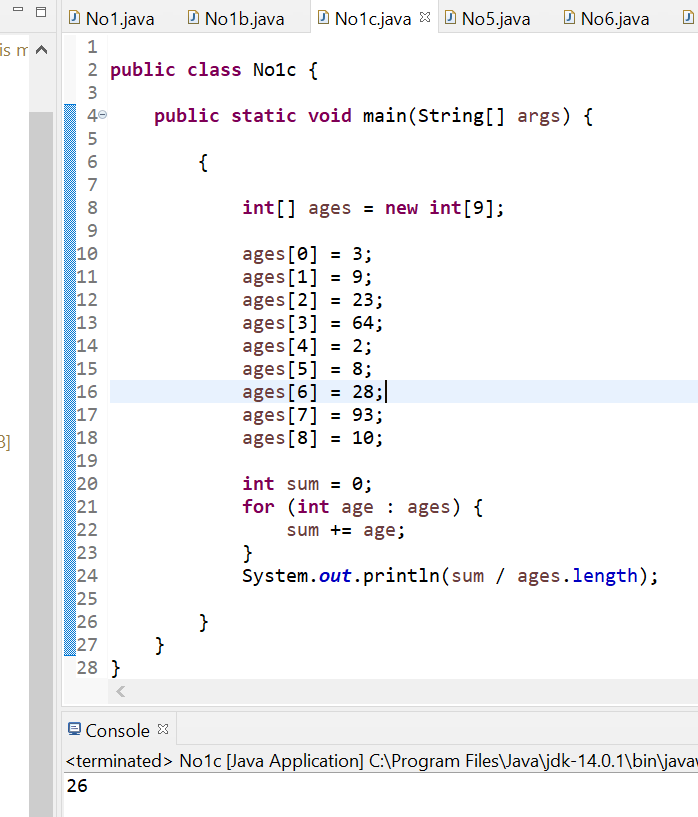 No1.java No1b.java No1c.java No5.java No6.java
is m
1
2 public class No1c {
3
4 public static void main(String[] args) {
5
6 {
7
8 int[] ages = new int[9];
9
10 ages[0] = 3;
11 ages[1] = 9;
12 ages[2] = 23;
13 ages[3] = 64;
14 ages[4] = 2;
15 ages[5] = 8;
16 ages[6] = 28;
17 ages[7] = 93;
18 ages[8] = 10;
19
20 int sum = 0;
21 for (int age : ages) {
22 sum += age;
23 }
24 System.out.println(sum / ages.length);
25
26 }
27 }
28 }
Console
<terminated> No1c [Java Application] C:\Program Files\Java\jdk-14.0.1\bin\javaw
26